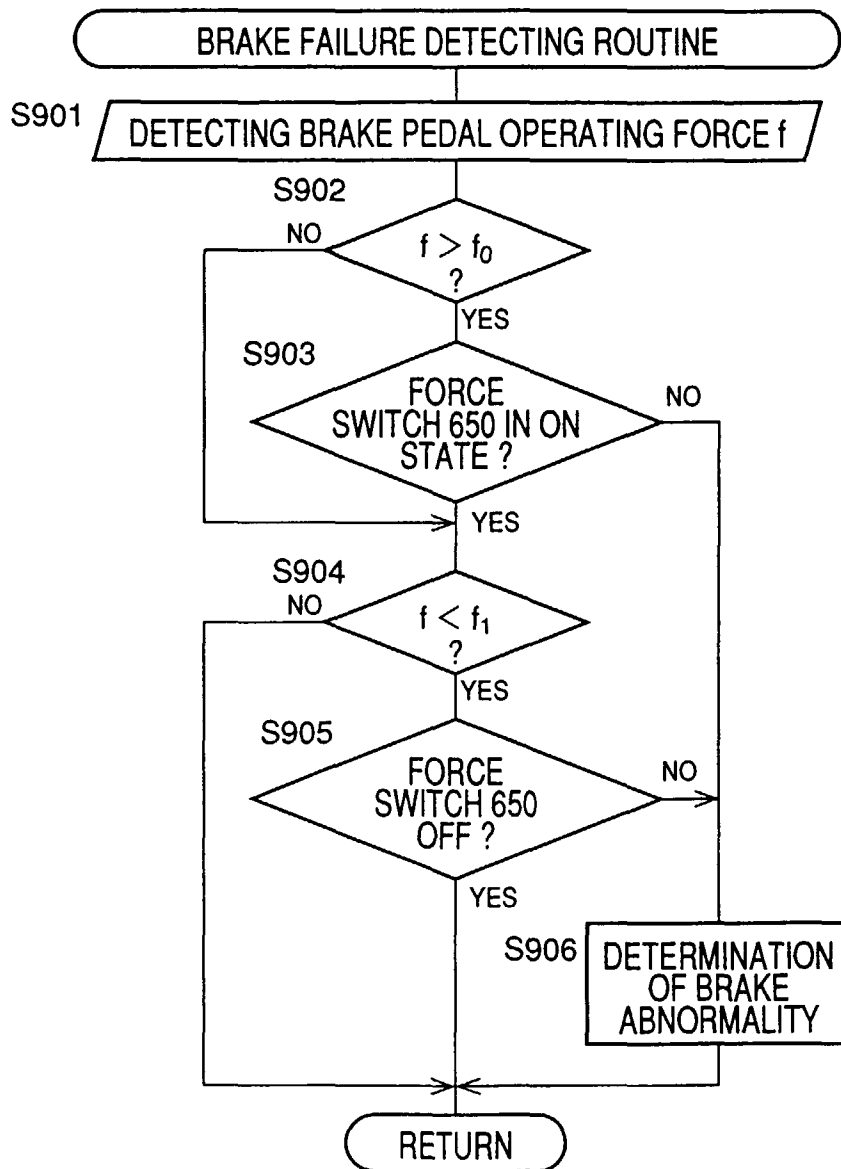 BRAKE FAILURE DETECTING ROUTINE
S901
DETECTING BRAKE PEDAL OPERATING FORCE f
S902
NO
f > f₀
?
YES
S903
FORCE
SWITCH 650 IN ON
STATE ?
NO
YES
S904
NO
f < f₁
?
YES
S905
FORCE
SWITCH 650
OFF ?
NO
YES
S906
DETERMINATION
OF BRAKE
ABNORMALITY
RETURN